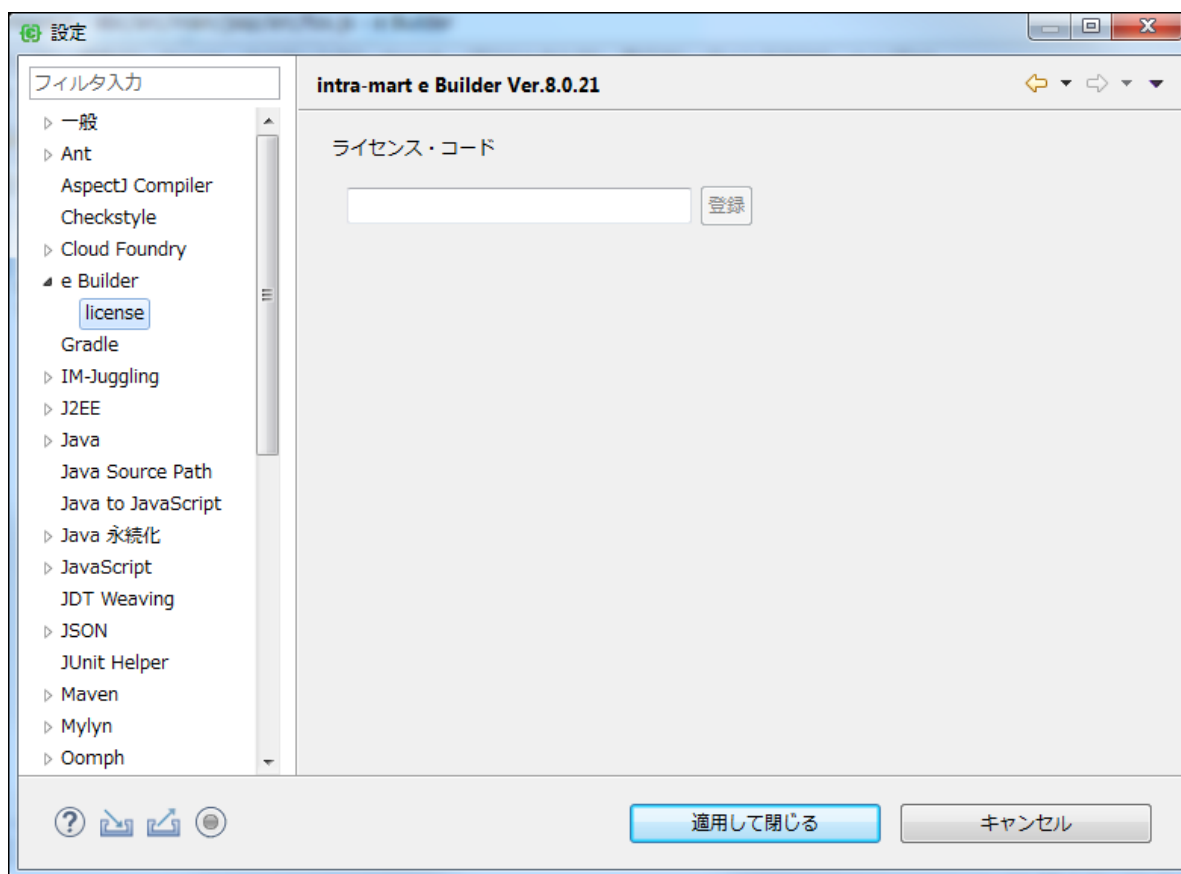 設定
フィルタ入力
intra-mart e Builder Ver.8.0.21
一般
Ant
AspectJ Compiler
Checkstyle
Cloud Foundry
e Builder
license
Gradle
IM-Juggling
J2EE
Java
Java Source Path
Java to JavaScript
Java 永続化
JavaScript
JDT Weaving
JSON
JUnit Helper
Maven
Mylyn
Oomph
ライセンス・コード
登録
適用して閉じる
キャンセル